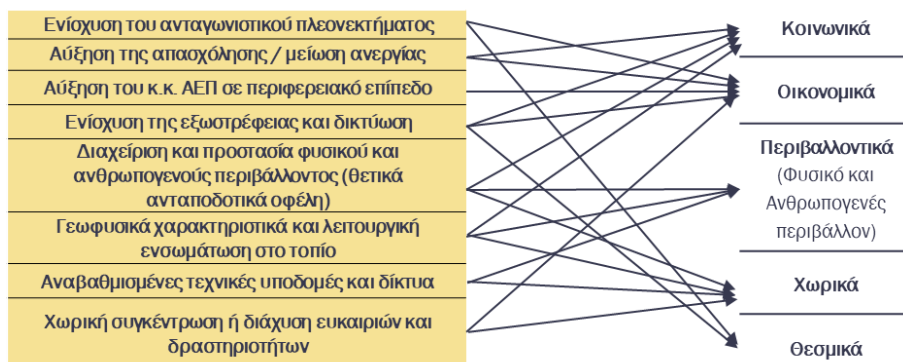 Ενίσχυση του ανταγωνιστικού πλεονεκτήματος
Αύξηση της απασχόλησης / μείωση ανεργίας
Αύξηση του κ.κ. ΑΕΠ σε περιφερειακό επίπεδο
Ενίσχυση της εξωστρέφειας και δικτύωση
Διαχείριση και προστασία φυσικού και
ανθρωπογενούς περιβάλλοντος (θετικά
ανταποδοτικά οφέλη)
Γεωφυσικά χαρακτηριστικά και λειτουργική
ενσωμάτωση στο τοπίο
Αναβαθμισμένες τεχνικές υποδομές και δίκτυα
Χωρική συγκέντρωση ή διάχυση ευκαιριών και
δραστηριοτήτων
Κοινωνικά
Οικονομικά
Περιβαλλοντικά
(Φυσικό και
Ανθρωπογενές
περιβάλλον)
Χωρικά
Θεσμικά